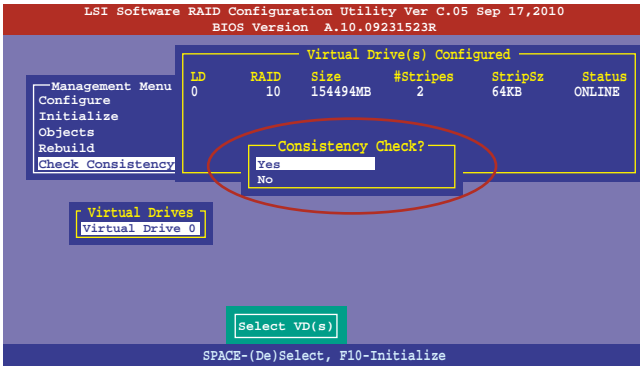 LSI Software RAID Configuration Utility Ver C.05 Sep 17,2010
BIOS Version A.10.09231523R
Virtual Drive(s) Configured
LD RAID Size #Stripes StripSz Status
0 10 154494MB 2 64KB ONLINE
Management Menu
Configure
Initialize
Objects
Rebuild
Check Consistency
Consistency Check?
Yes
No
Virtual Drives
Virtual Drive 0
Select VD(s)
SPACE-(De)Select, F10-Initialize